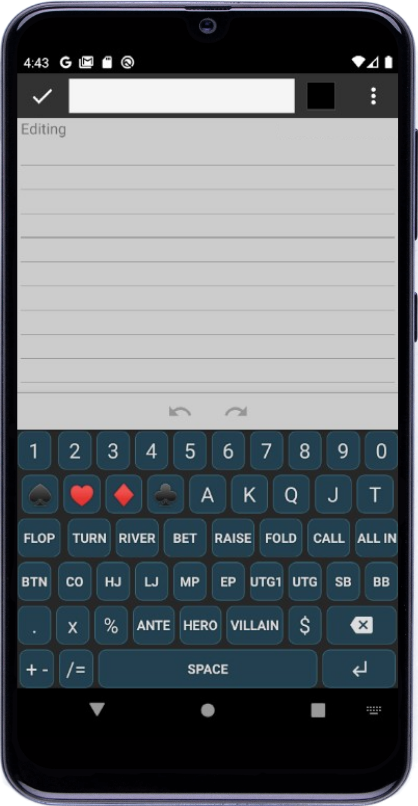 4:43 G
Editing
1 2 3 4 5 6 7 8 9 0
♠ ♥ ♦ ♣ A K Q J T
FLOP TURN RIVER BET RAISE FOLD CALL ALL IN
BTN CO HJ LJ MP EP UTG1 UTG SB BB
. x % ANTE HERO VILLAIN $
+ - /= SPACE